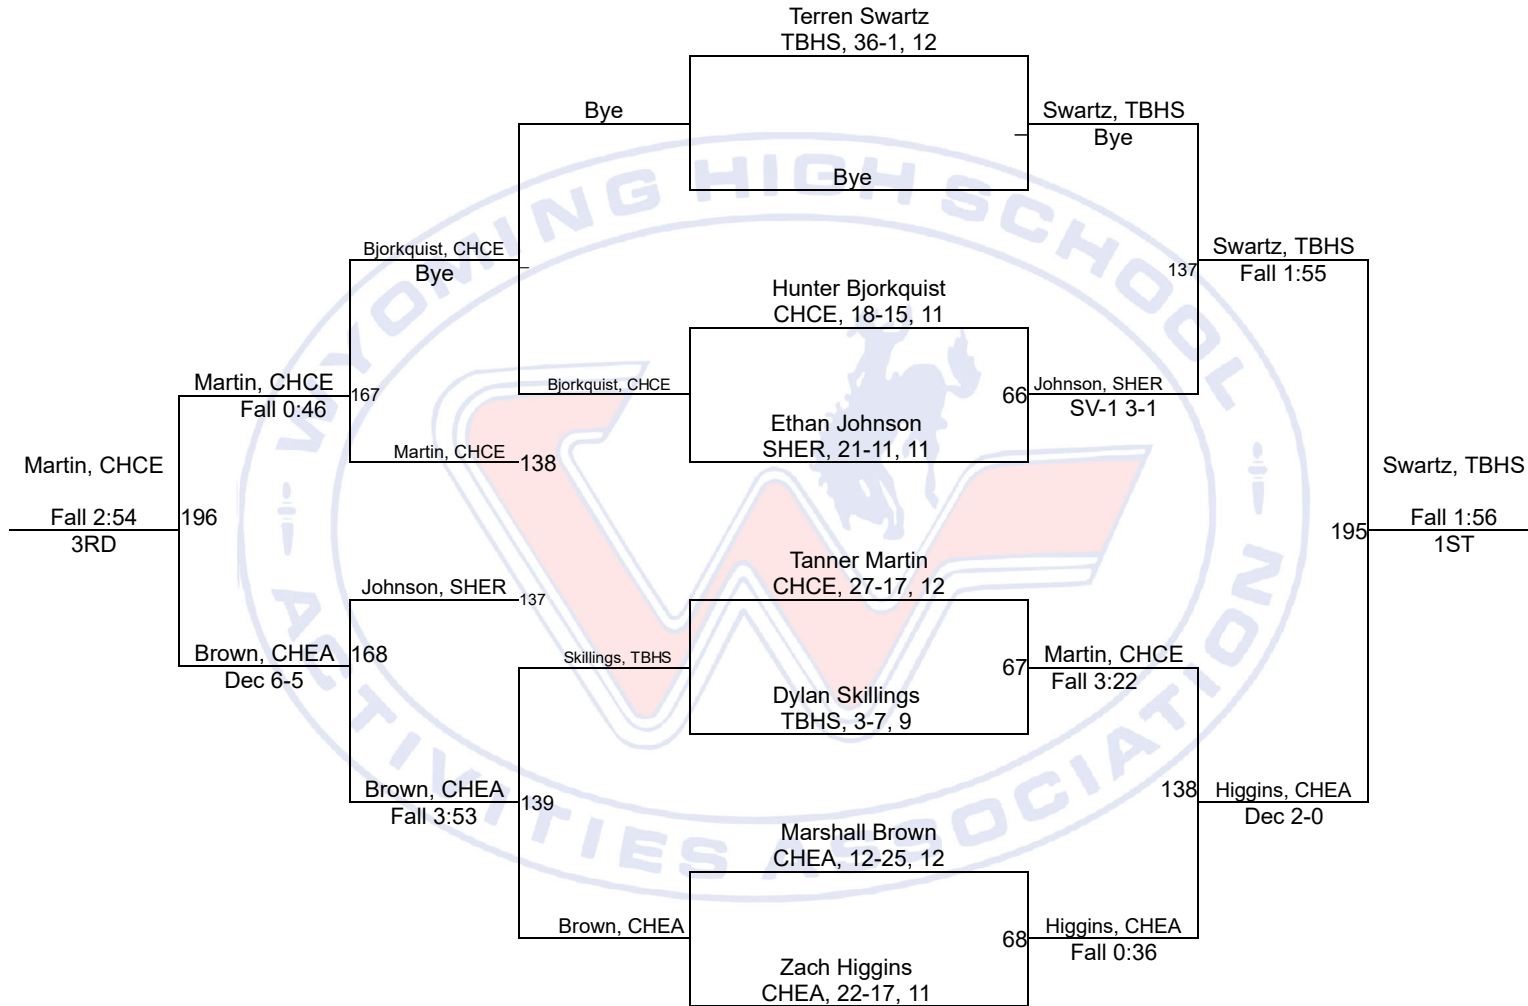 Terren Swartz
TBHS, 36-1, 12
Bye
Swartz, TBHS
Bye
Bye
WYOMING HIGH SCHOOL
Bjorkquist, CHCE
Bye
Swartz, TBHS
137
Fall 1:55
Hunter Bjorkquist
CHCE, 18-15, 11
Martin, CHCE
167
Fall 0:46
Bjorkquist, CHCE
66
Johnson, SHER
SV-1 3-1
Ethan Johnson
SHER, 21-11, 11
Martin, CHCE
138
Martin, CHCE
Swartz, TBHS
Fall 2:54
196
3RD
195
Fall 1:56
1ST
Tanner Martin
CHCE, 27-17, 12
Johnson, SHER
137
Brown, CHEA
168
Dec 6-5
Skillings, TBHS
67
Martin, CHCE
Fall 3:22
Dylan Skillings
TBHS, 3-7, 9
Brown, CHEA
139
Fall 3:53
138
Higgins, CHEA
Dec 2-0
Marshall Brown
CHEA, 12-25, 12
Brown, CHEA
68
Higgins, CHEA
Fall 0:36
Zach Higgins
CHEA, 22-17, 11
ACTIVITIES ASSOCIATION